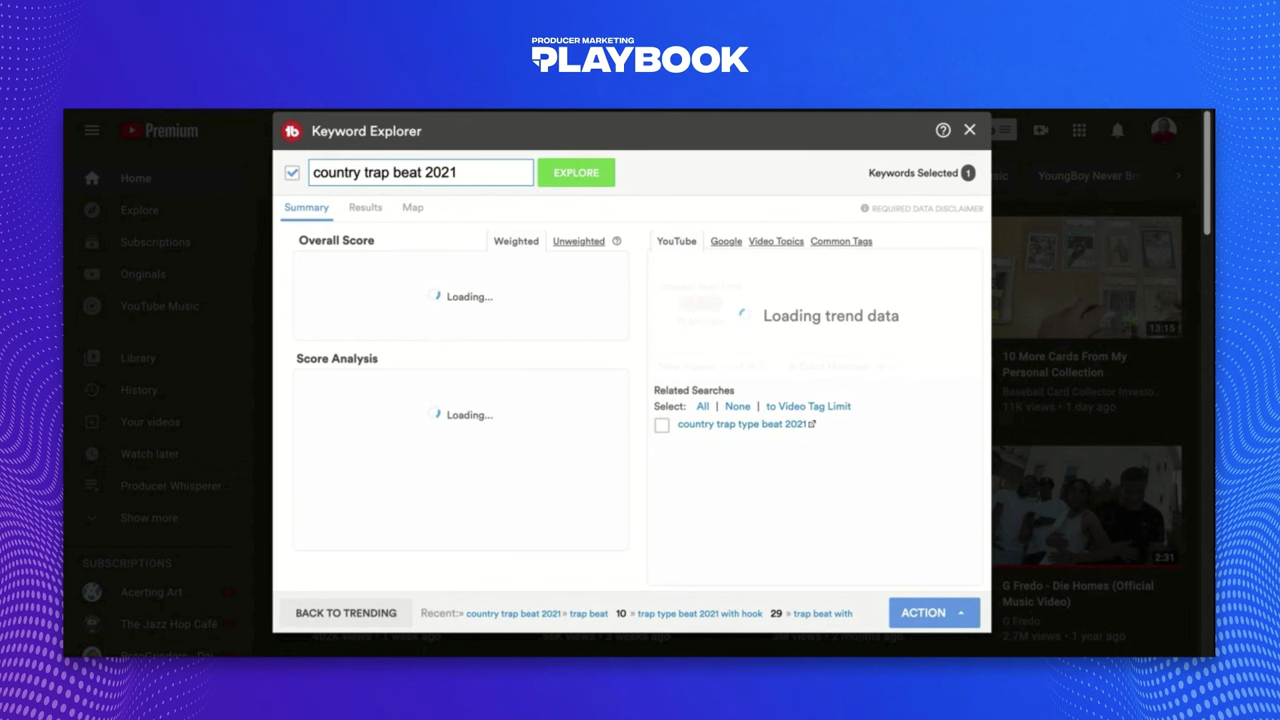 PRODUCER MARKETING
PLAYBOOK
Premium
Keyword Explorer
country trap beat 2021
EXPLORE
Keywords Selected 1
Summary Results Map
REQUIRED DATA DISCLAIMER
Overall Score
Weighted Unweighted
YouTube Google Video Topics Common Tags
Loading...
Loading trend data
Score Analysis
Loading...
Related Searches
Select: All | None | to Video Tag Limit
country trap type beat 2021
BACK TO TRENDING
Recent:» country trap beat 2021 » trap beat 10 » trap type beat 2021 with hook 29 » trap beat with
ACTION
Home
Explore
Subscriptions
Originals
YouTube Music
Library
History
Your videos
Watch later
Producer Whisperer
Show more
SUBSCRIPTIONS
Acerting Art
The Jazz Hop Café
YoungBoy Never Br
13:15
10 More Cards From My
Personal Collection
Baseball Card Collector Investo...
11K views • 1 day ago
2:31
G Fredo - Die Homes (Official
Music Video)
G Fredo
2.7M views • 1 year ago